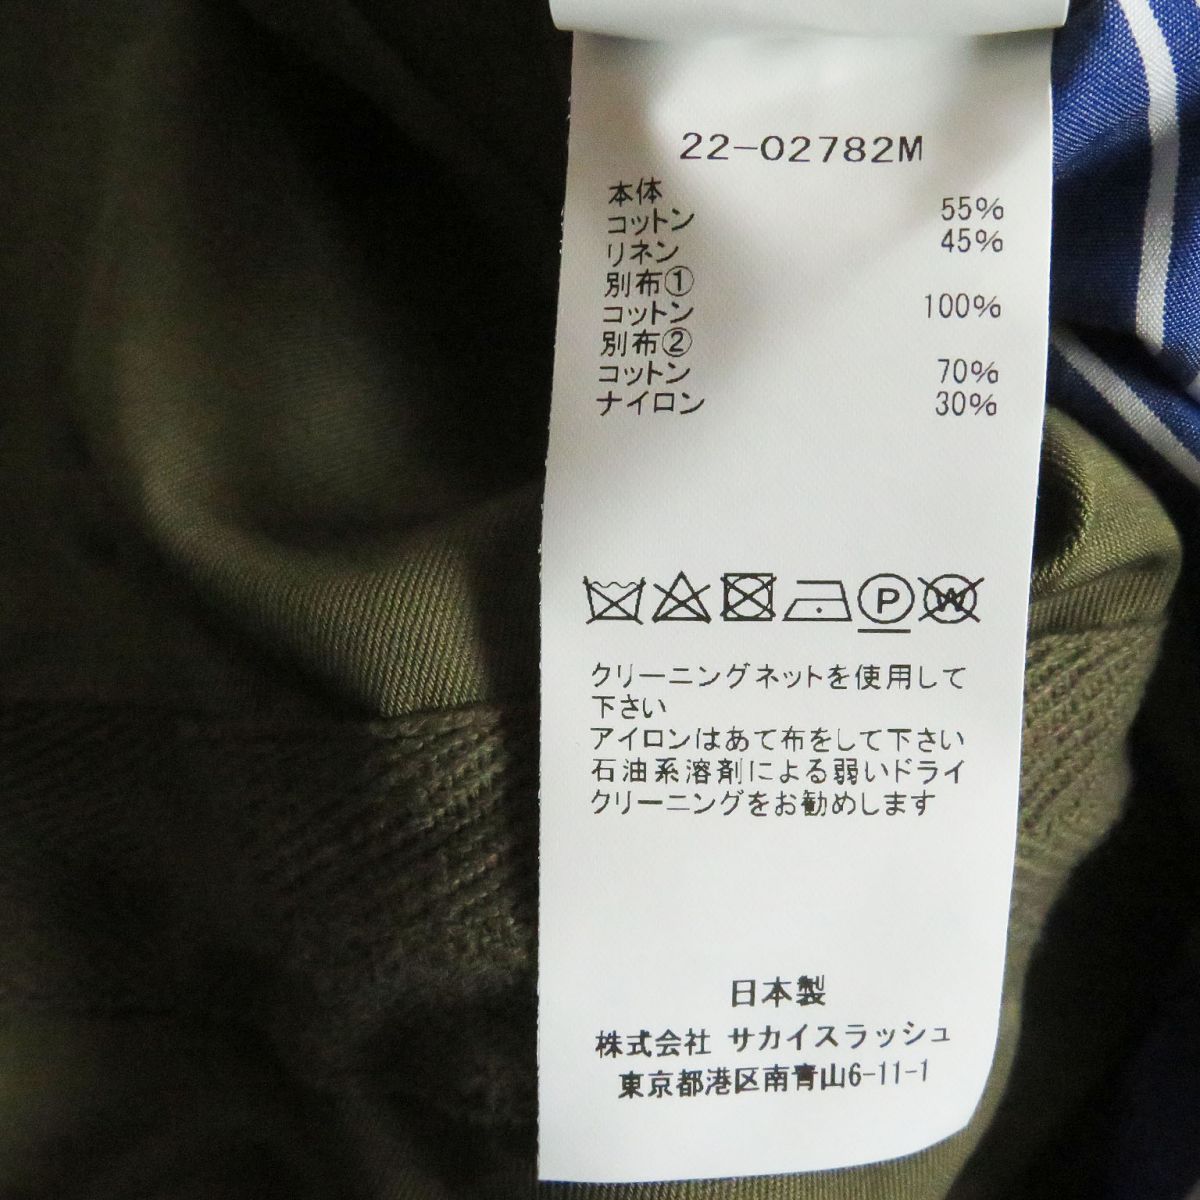 22-02782M
本体
コットン 55%
リネン 45%
別布①
コットン 100%
別布②
コットン 70%
ナイロン 30%
P W
クリーニングネットを使用して
下さい
アイロンはあて布をして下さい
石油系溶剤による弱いドライ
クリーニングをお勧めします
日本製
株式会社 サカイスラッシュ
東京都港区南青山6-11-1